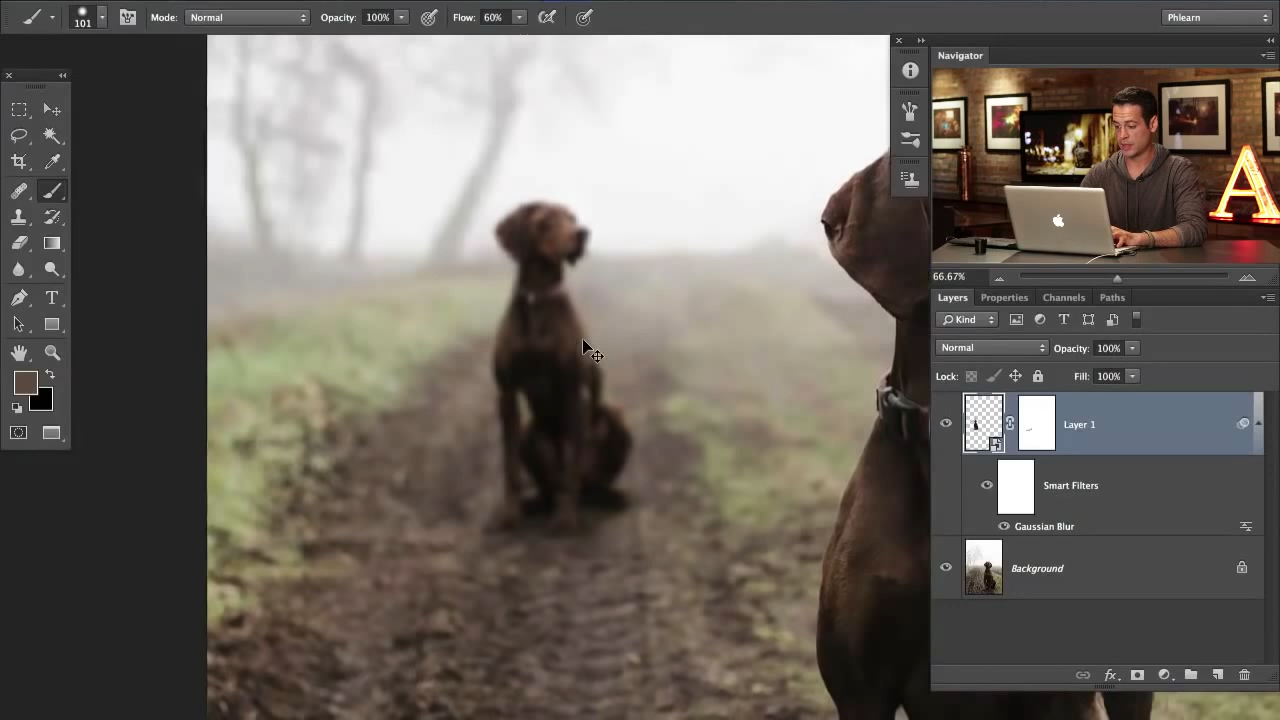 101 Mode: Normal Opacity: 100% Flow: 60% Phlearn
Navigator
A
66.67%
Layers Properties Channels Paths
Kind
Normal Opacity: 100%
Lock: Fill: 100%
Layer 1
Smart Filters
Gaussian Blur
Background